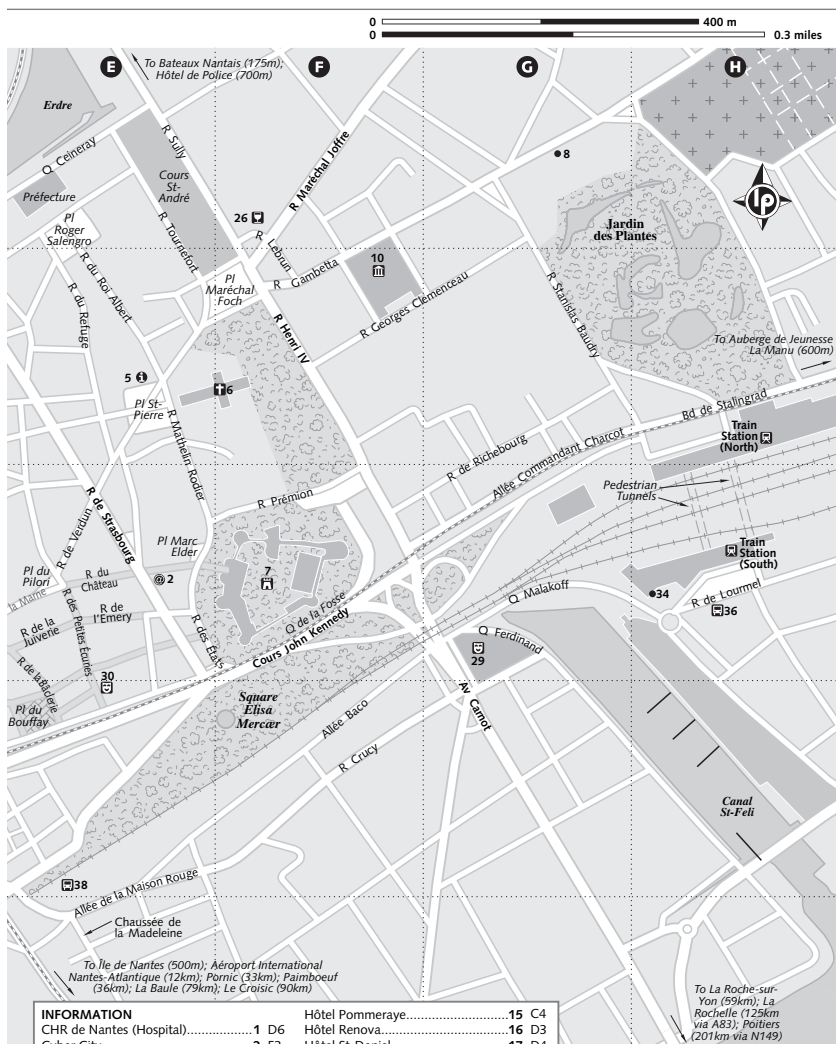 0 400 m
0 0.3 miles
E
F
G
H
To Bateaux Nantais (175m);
Hôtel de Police (700m)
Erdre
Q Ceineray
R Sully
R Maréchal Joffre
8
Cours
St-
André
Préfecture
Pl
Roger
Salengro
26
R Tournefort
R Lebrun
lp
Jardin
des Plantes
10
R du Roi Albert
R du Refuge
Pl
Maréchal
Foch
R Gambetta
R Georges Clemenceau
R Stanislas Baudry
R Henri IV
To Auberge de Jeunesse
La Manu (600m)
5
6
Pl St-
Pierre
R Mathelin Rodier
Bd de Stalingrad
Train
Station
(North)
Allée Commandant Charcot
R de Richebourg
R Prémion
Pedestrian
Tunnels
R de Strasbourg
R de Verdun
Pl Marc
Elder
Train
Station
(South)
Pl du
Pilori
R du
Château
@ 2
7
la Marne
R des Petites Écuries
R de
l'Emery
R de la
Juiverie
Q de la Fosse
Cours John Kennedy
Q Malakoff
34
R de Lourmel
36
R des États
Q Ferdinand
29
R de la Bâclerie
30
Pl du
Bouffay
Square
Elisa
Mercær
Av Carnot
Allée Baco
R Crucy
Canal
St-Feli
38
Allée de la Maison Rouge
Chaussée de
la Madeleine
To Île de Nantes (500m); Aéroport International
Nantes-Atlantique (12km); Pornic (33km); Paimboeuf
(36km); La Baule (79km); Le Croisic (90km)
To La Roche-sur-
Yon (59km); La
Rochelle (125km
via A83); Poitiers
(201km via N149)
INFORMATION
CHR de Nantes (Hospital) 1 D6
Hôtel Pommeraye 15 C4
Hôtel Renova 16 D3